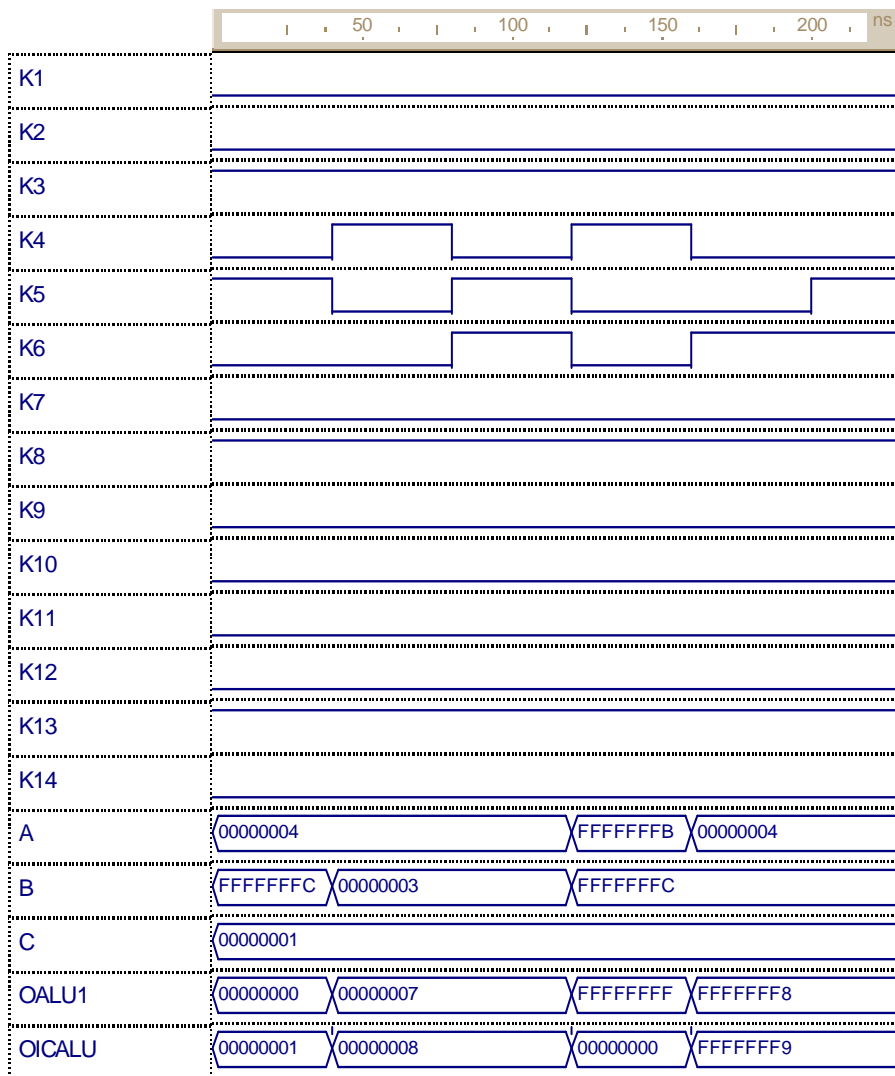 50 100 150 200 ns
K1
K2
K3
K4
K5
K6
K7
K8
K9
K10
K11
K12
K13
K14
A 00000004 FFFFFFFB 00000004
B FFFFFFFC 00000003 FFFFFFFC
C 00000001
OALU1 00000000 00000007 FFFFFFFF FFFFFFF8
OICALU 00000001 00000008 00000000 FFFFFFF9